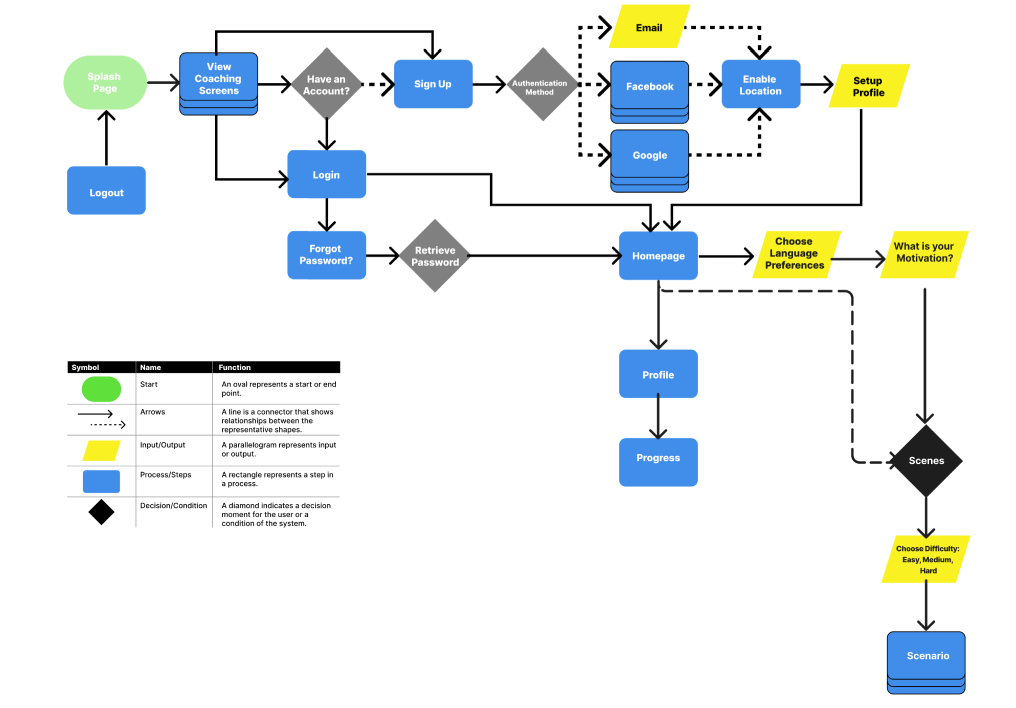 Splash
Page
View
Coaching
Screens
Have an
Account?
Sign Up
Authentication
Method
Email
Facebook
Google
Enable
Location
Setup
Profile
Logout
Login
Forgot
Password?
Retrieve
Password
Homepage
Choose
Language
Preferences
What is your
Motivation?
Profile
Progress
Scenes
Choose Difficulty:
Easy, Medium,
Hard
Scenario
Symbol Name Function
Start An oval represents a start or end
point.
Arrows A line is a connector that shows
relationships between the
representative shapes.
Input/Output A parallelogram represents input
or output.
Process/Steps A rectangle represents a step in
a process.
Decision/Condition A diamond indicates a decision
moment for the user or a
condition of the system.